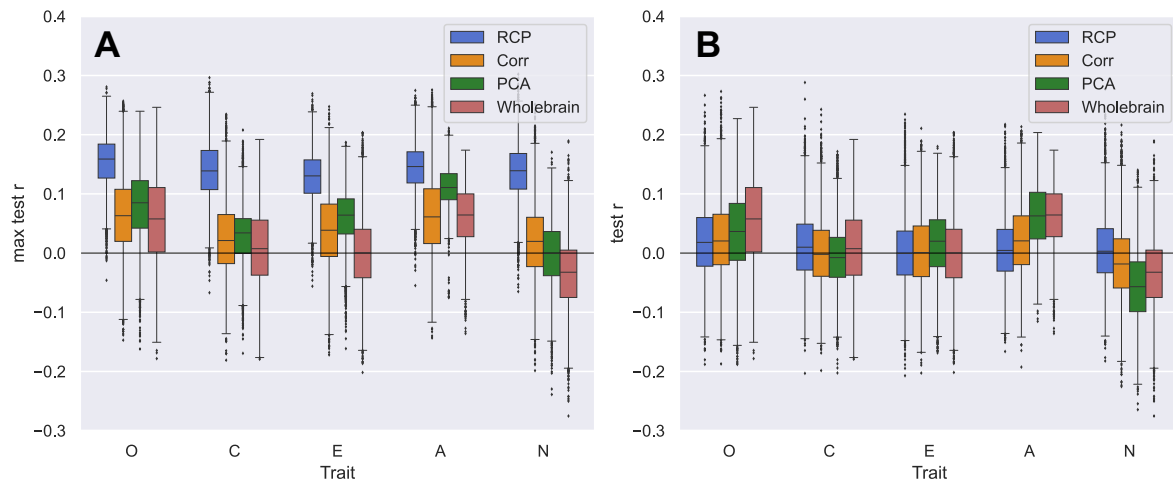 A
max test r
0.4
0.3
0.2
0.1
0.0
−0.1
−0.2
−0.3
RCP
Corr
PCA
Wholebrain
O C E A N
Trait
B
test r
0.4
0.3
0.2
0.1
0.0
−0.1
−0.2
−0.3
RCP
Corr
PCA
Wholebrain
O C E A N
Trait